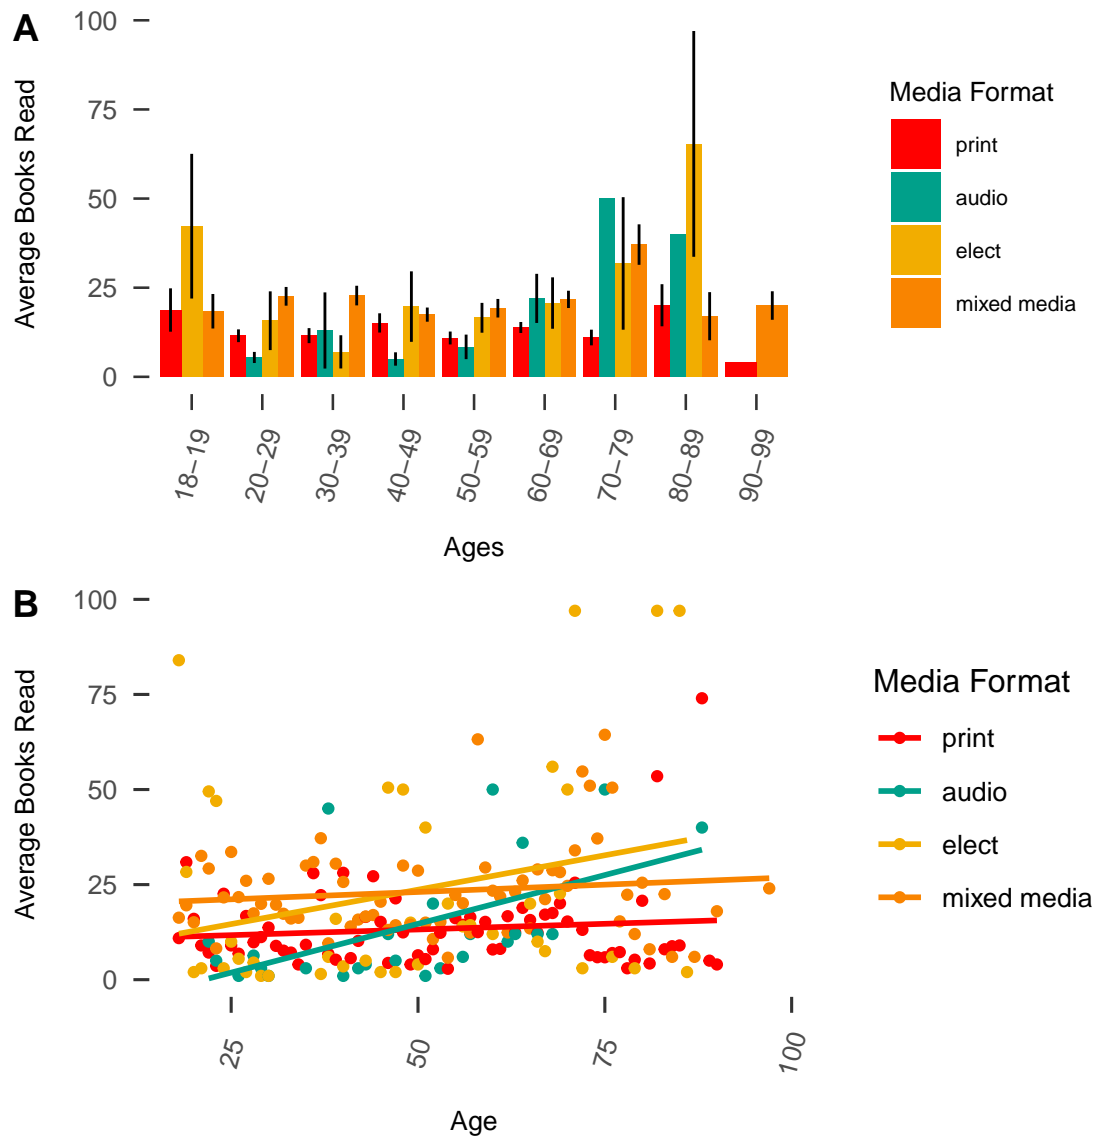 A
Average Books Read
100
75
50
25
0
18−19
20−29
30−39
40−49
50−59
60−69
70−79
80−89
90−99
Ages
Media Format
print
audio
elect
mixed media
B
Average Books Read
100
75
50
25
0
25
50
75
100
Age
Media Format
print
audio
elect
mixed media